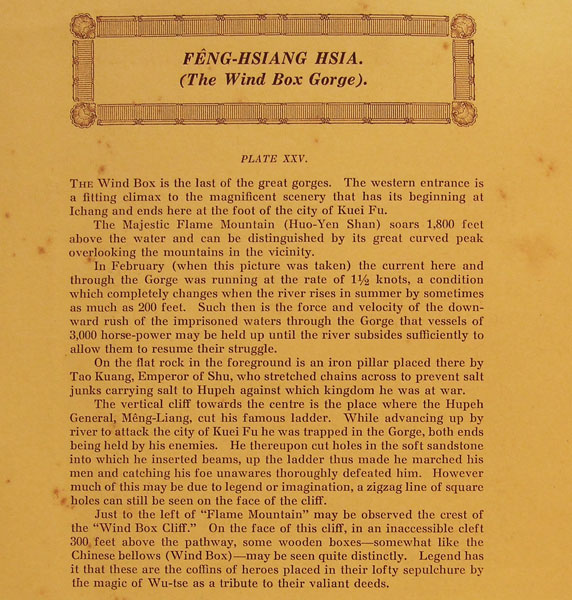 FÊNG-HSIANG HSIA.
(The Wind Box Gorge).
PLATE XXV.
THE Wind Box is the last of the great gorges. The western entrance is
a fitting climax to the magnificent scenery that has its beginning at
Ichang and ends here at the foot of the city of Kuei Fu.
The Majestic Flame Mountain (Huo-Yen Shan) soars 1,800 feet
above the water and can be distinguished by its great curved peak
overlooking the mountains in the vicinity.
In February (when this picture was taken) the current here and
through the Gorge was running at the rate of 1½ knots, a condition
which completely changes when the river rises in summer by sometimes
as much as 200 feet. Such then is the force and velocity of the down-
ward rush of the imprisoned waters through the Gorge that vessels of
3,000 horse-power may be held up until the river subsides sufficiently to
allow them to resume their struggle.
On the flat rock in the foreground is an iron pillar placed there by
Tao Kuang, Emperor of Shu, who stretched chains across to prevent salt
junks carrying salt to Hupeh against which kingdom he was at war.
The vertical cliff towards the centre is the place where the Hupeh
General, Mêng-Liang, cut his famous ladder. While advancing up by
river to attack the city of Kuei Fu he was trapped in the Gorge, both ends
being held by his enemies. He thereupon cut holes in the soft sandstone
into which he inserted beams, up the ladder thus made he marched his
men and catching his foe unawares thoroughly defeated him. However
much of this may be due to legend or imagination, a zigzag line of square
holes can still be seen on the face of the cliff.
Just to the left of "Flame Mountain" may be observed the crest of
the "Wind Box Cliff." On the face of this cliff, in an inaccessible cleft
300 feet above the pathway, some wooden boxes—somewhat like the
Chinese bellows (Wind Box)—may be seen quite distinctly. Legend has
it that these are the coffins of heroes placed in their lofty sepulchure by
the magic of Wu-tse as a tribute to their valiant deeds.